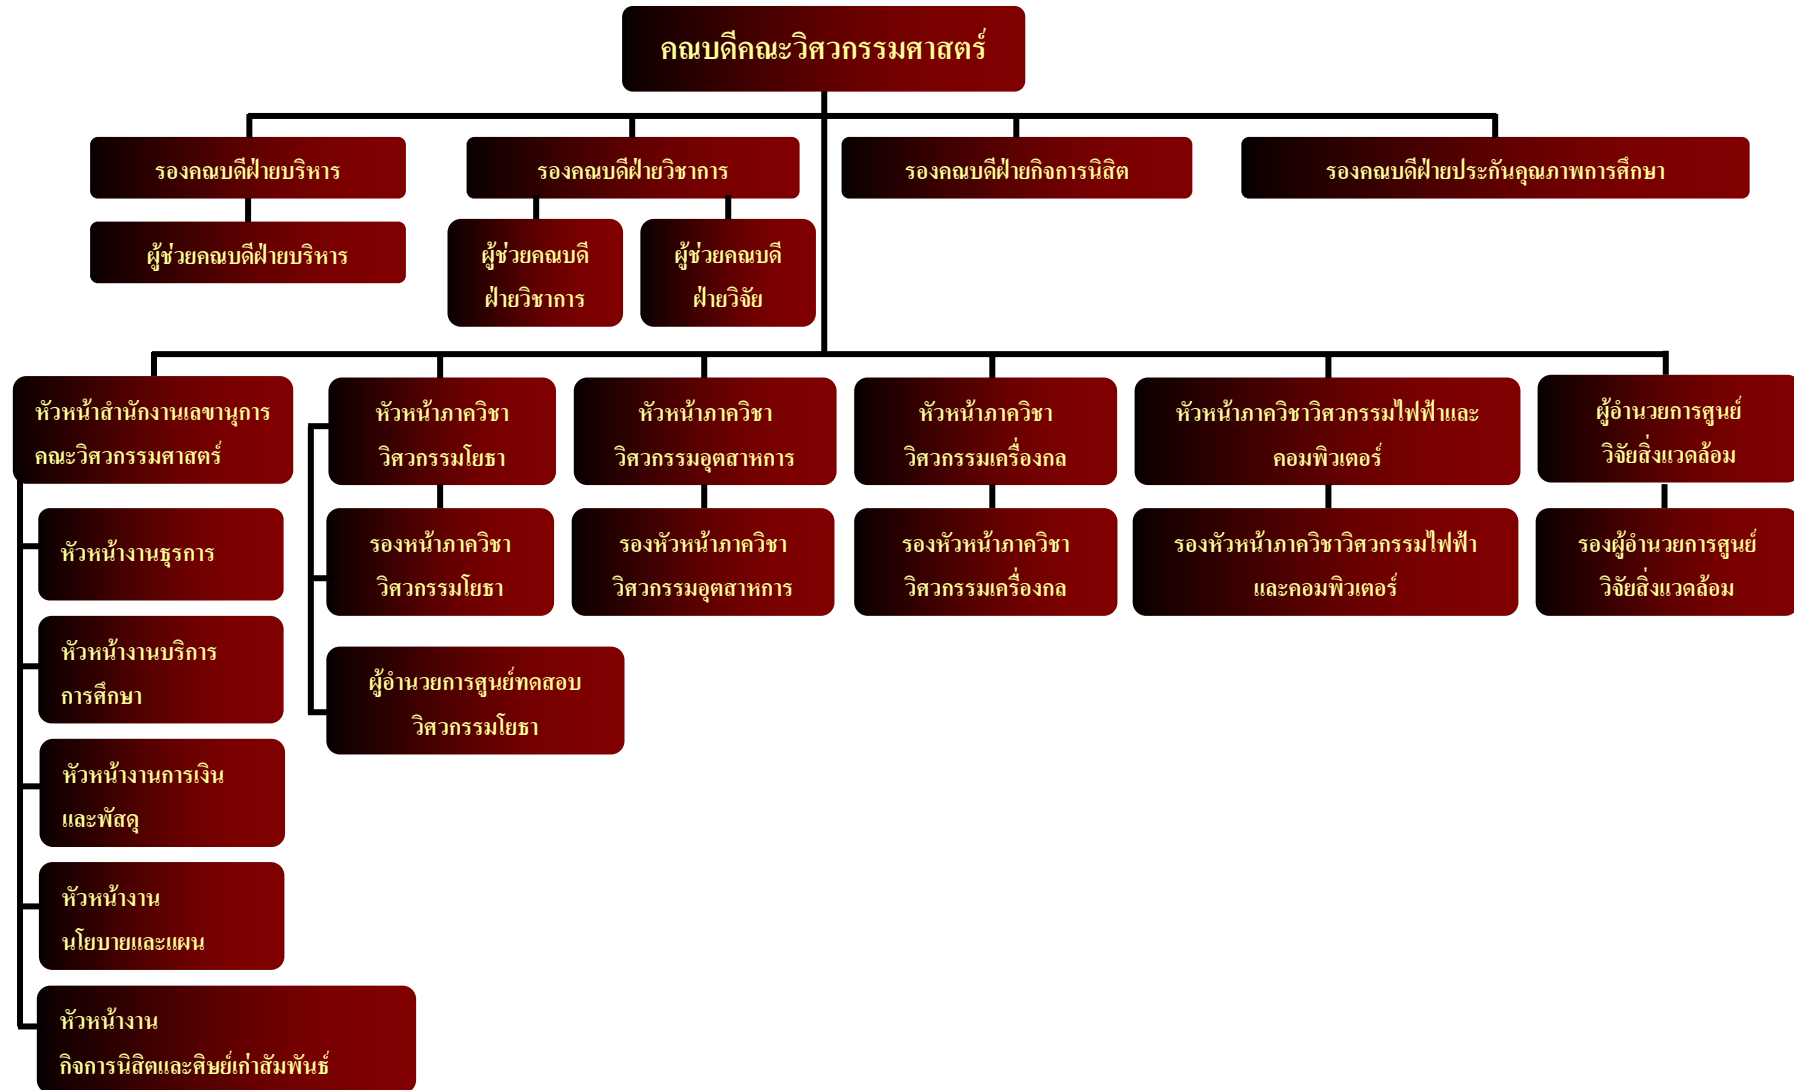 คณบดีคณะวิศวกรรมศาสตร์
รองคณบดีฝ่ายบริหาร
รองคณบดีฝ่ายวิชาการ
รองคณบดีฝ่ายกิจการนิสิต
รองคณบดีฝ่ายประกันคุณภาพการศึกษา
ผู้ช่วยคณบดีฝ่ายบริหาร
ผู้ช่วยคณบดี
ฝ่ายวิชาการ
ผู้ช่วยคณบดี
ฝ่ายวิจัย
หัวหน้าสำนักงานเลขานุการ
คณะวิศวกรรมศาสตร์
หัวหน้าภาควิชา
วิศวกรรมโยธา
หัวหน้าภาควิชา
วิศวกรรมอุตสาหการ
หัวหน้าภาควิชา
วิศวกรรมเครื่องกล
หัวหน้าภาควิชาวิศวกรรมไฟฟ้าและ
คอมพิวเตอร์
ผู้อำนวยการศูนย์
วิจัยสิ่งแวดล้อม
หัวหน้างานธุรการ
รองหน้าภาควิชา
วิศวกรรมโยธา
รองหัวหน้าภาควิชา
วิศวกรรมอุตสาหการ
รองหัวหน้าภาควิชา
วิศวกรรมเครื่องกล
รองหัวหน้าภาควิชาวิศวกรรมไฟฟ้า
และคอมพิวเตอร์
รองผู้อำนวยการศูนย์
วิจัยสิ่งแวดล้อม
หัวหน้างานบริการ
การศึกษา
ผู้อำนวยการศูนย์ทดสอบ
วิศวกรรมโยธา
หัวหน้างานการเงิน
และพัสดุ
หัวหน้างาน
นโยบายและแผน
หัวหน้างาน
กิจการนิสิตและศิษย์เก่าสัมพันธ์